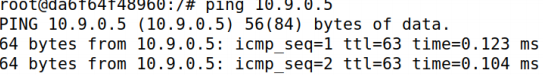 root@da6f64f48960:/# ping 10.9.0.5
PING 10.9.0.5 (10.9.0.5) 56(84) bytes of data.
64 bytes from 10.9.0.5: icmp_seq=1 ttl=63 time=0.123 ms
64 bytes from 10.9.0.5: icmp_seq=2 ttl=63 time=0.104 ms